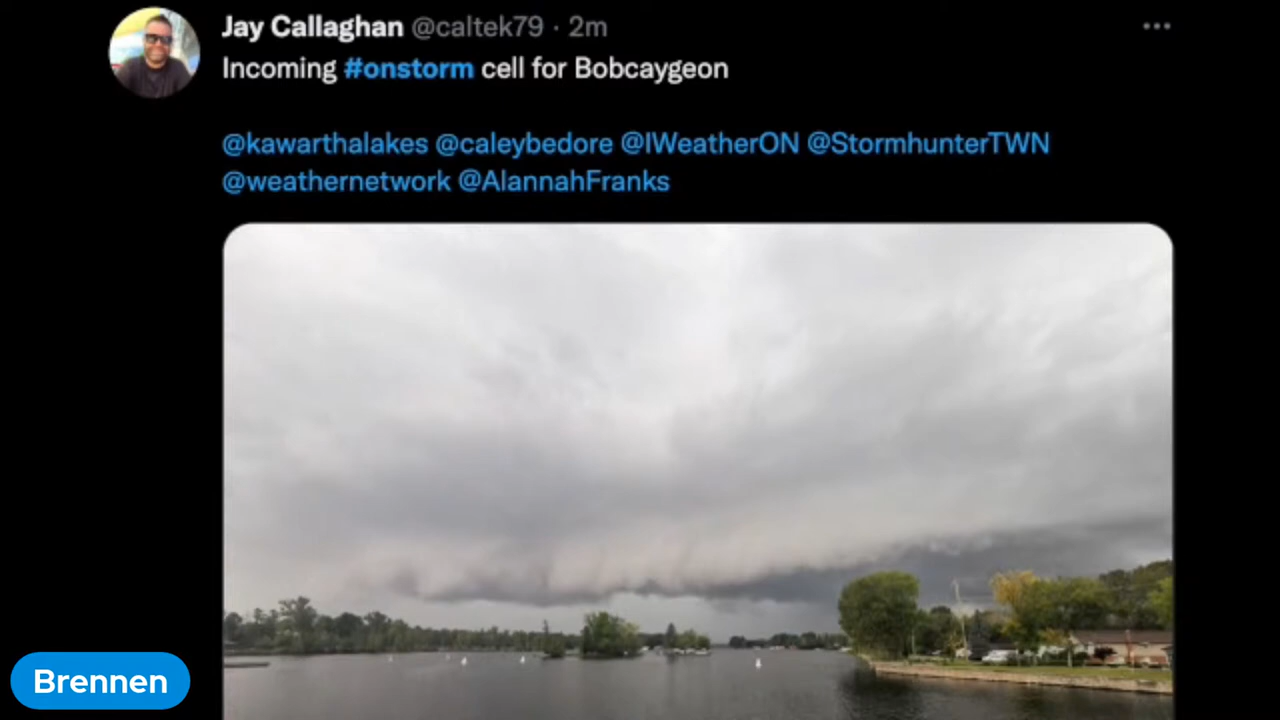 Jay Callaghan @caltek79 · 2m
Incoming #onstorm cell for Bobcaygeon
@kawarthalakes @caleybedore @IWeatherON @StormhunterTWN
@weathernetwork @AlannahFranks
Brennen